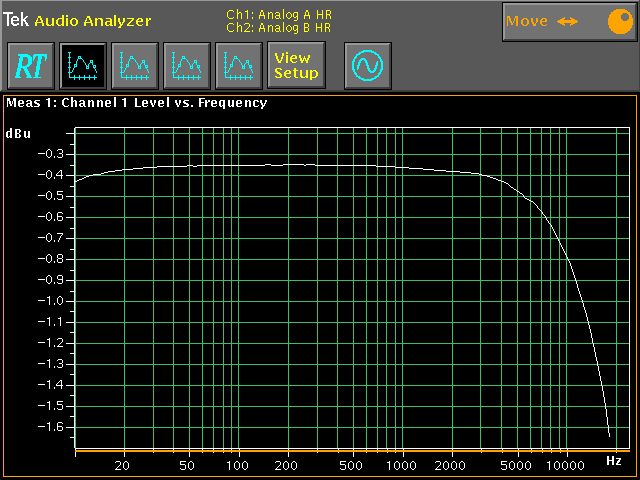 Tek Audio Analyzer
Ch1: Analog A HR
Ch2: Analog B HR
Move
RT
View
Setup
Meas 1: Channel 1 Level vs. Frequency
dBu
−0.3
−0.4
−0.5
−0.6
−0.7
−0.8
−0.9
−1.0
−1.1
−1.2
−1.3
−1.4
−1.5
−1.6
20 50 100 200 500 1000 2000 5000 10000 Hz